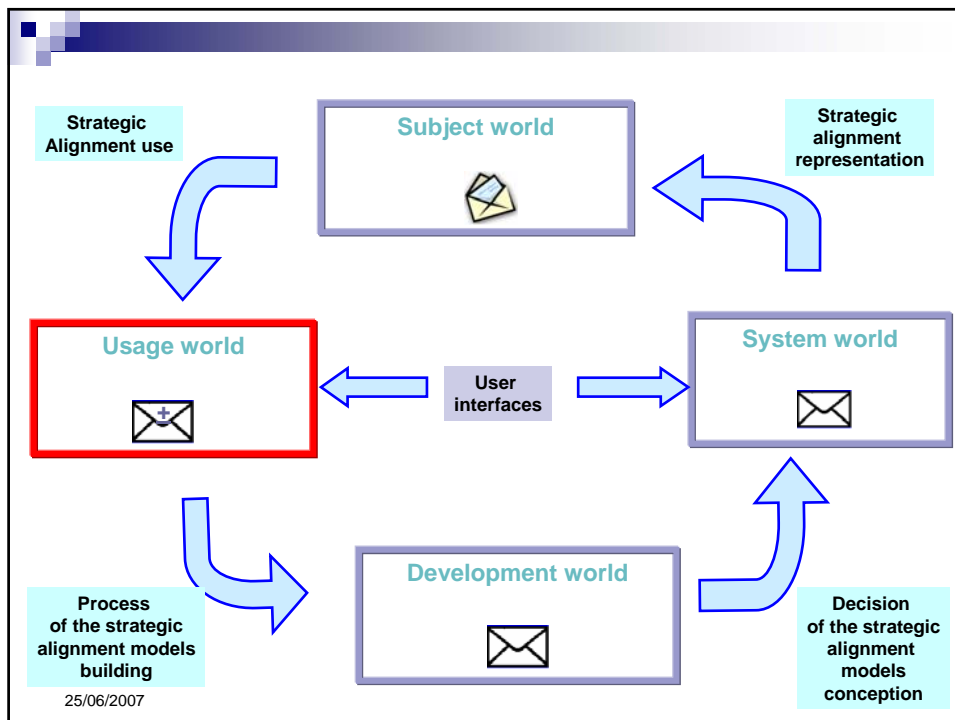 Strategic
Alignment use
Subject world
Strategic
alignment
representation
Usage world
User
interfaces
System world
Process
of the strategic
alignment models
building
Development world
Decision
of the strategic
alignment
models
conception
25/06/2007